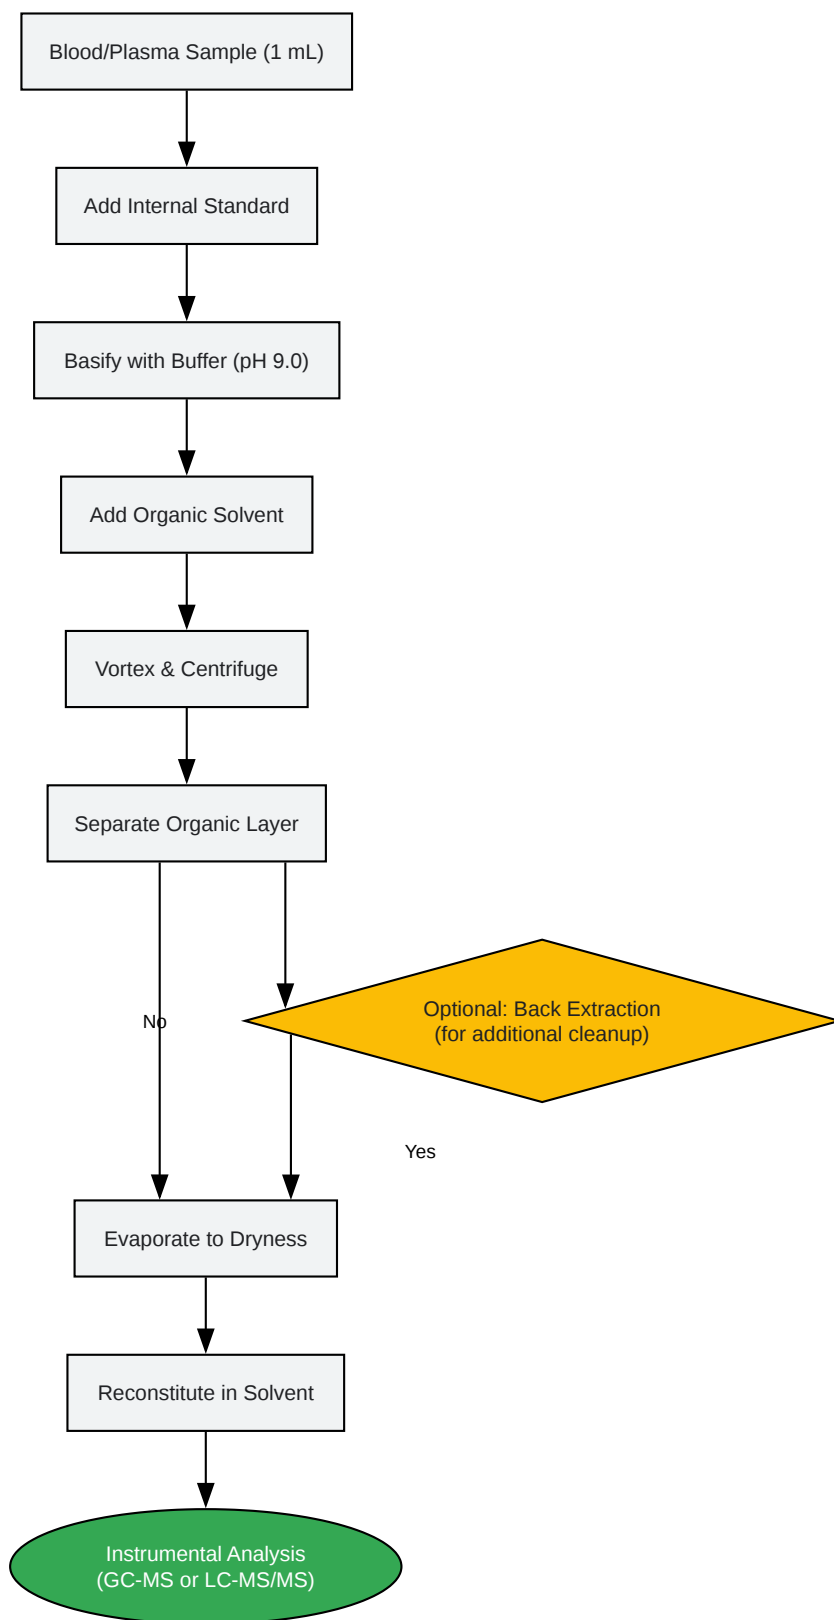 Blood/Plasma Sample (1 mL)
Add Internal Standard
Basify with Buffer (pH 9.0)
Add Organic Solvent
Vortex & Centrifuge
Separate Organic Layer
Optional: Back Extraction
(for additional cleanup)
No
Yes
Evaporate to Dryness
Reconstitute in Solvent
Instrumental Analysis
(GC-MS or LC-MS/MS)